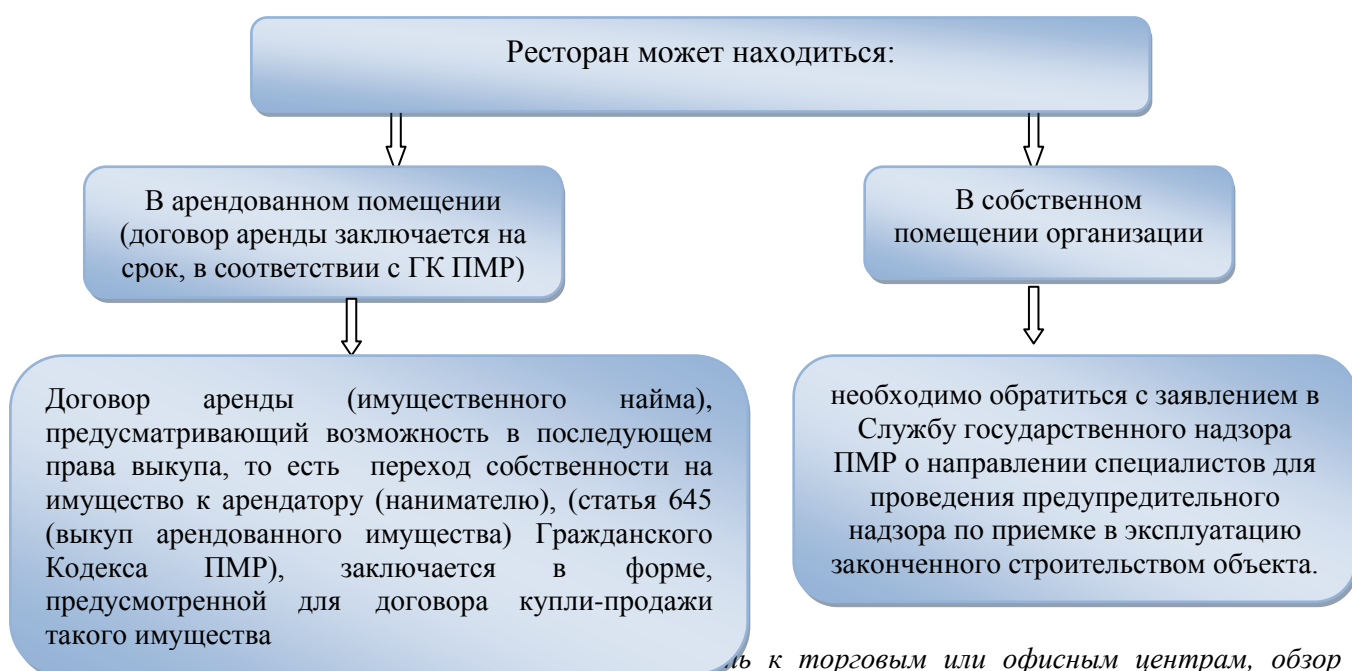 Ресторан может находиться:
В арендованном помещении
(договор аренды заключается на
срок, в соответствии с ГК ПМР)
В собственном
помещении организации
Договор аренды (имущественного найма),
предусматривающий возможность в последующем
права выкупа, то есть переход собственности на
имущество к арендатору (нанимателю), (статья 645
(выкуп арендованного имущества) Гражданского
Кодекса ПМР), заключается в форме,
предусмотренной для договора купли-продажи
такого имущества
необходимо обратиться с заявлением в
Службу государственного надзора
ПМР о направлении специалистов для
проведения предупредительного
надзора по приемке в эксплуатацию
законченного строительством объекта.
к торговым или офисным центрам, обзор